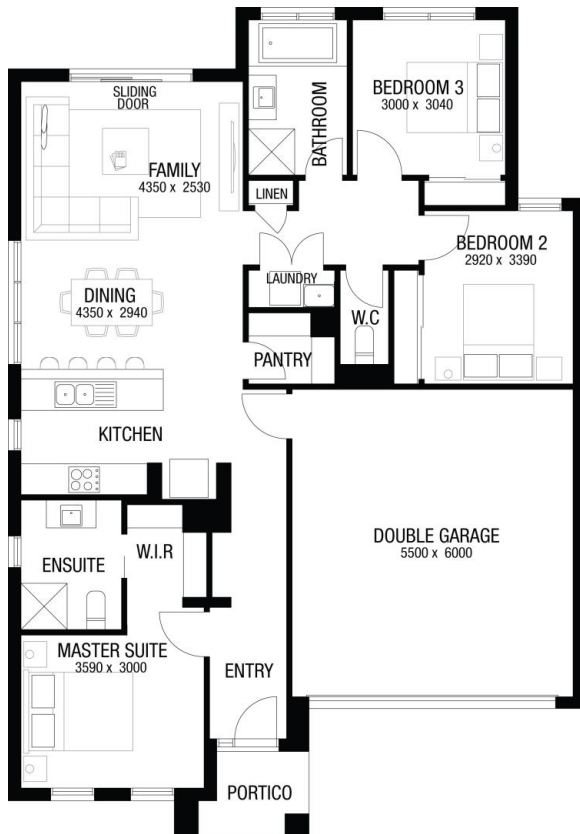 SLIDING
DOOR
FAMILY
4350 x 2530
BATHROOM
BEDROOM 3
3000 x 3040
LINEN
BEDROOM 2
2920 x 3390
LAUNDRY
DINING
4350 x 2940
W.C
PANTRY
KITCHEN
ENSUITE
W.I.R
DOUBLE GARAGE
5500 x 6000
MASTER SUITE
3590 x 3000
ENTRY
PORTICO